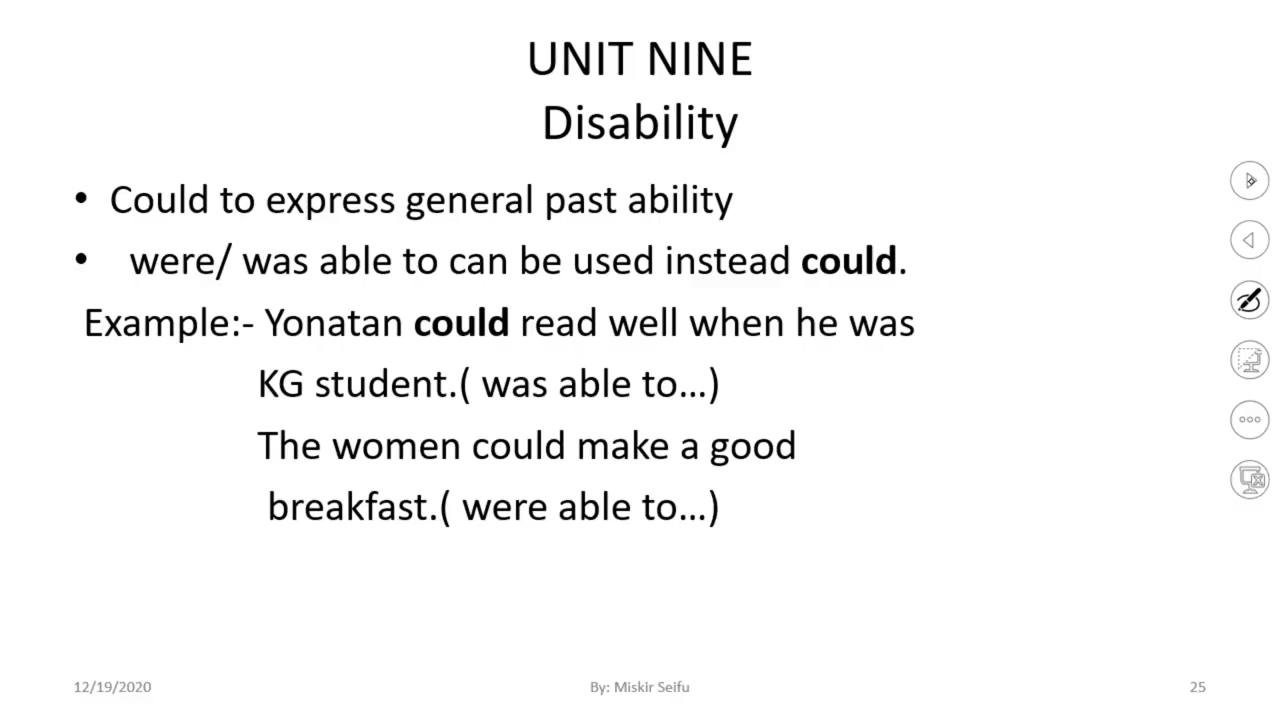 UNIT NINE
Disability
• Could to express general past ability
• were/ was able to can be used instead could.
Example:- Yonatan could read well when he was
KG student.( was able to...)
The women could make a good
breakfast.( were able to...)
12/19/2020 By: Miskir Seifu 25